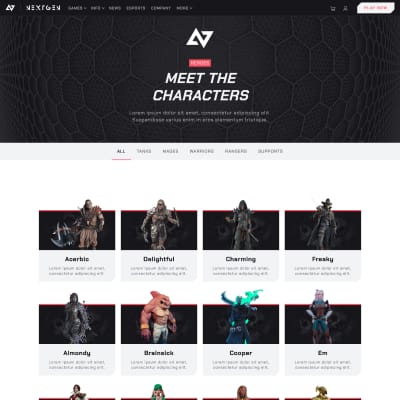 NEXTGEN
GAMES
INFO
NEWS
ESPORTS
COMPANY
MORE
PLAY NOW
HEROES
MEET THE
CHARACTERS
Lorem ipsum dolor sit amet, consectetur adipiscing elit.
Suspendisse varius enim in eros elementum tristique.
ALL
TANKS
MAGES
WARRIORS
RANGERS
SUPPORTS
Acerbic
Lorem ipsum dolor sit amet,
consectetur adipiscing elit.
Delightful
Lorem ipsum dolor sit amet,
consectetur adipiscing elit.
Charming
Lorem ipsum dolor sit amet,
consectetur adipiscing elit.
Freaky
Lorem ipsum dolor sit amet,
consectetur adipiscing elit.
Almondy
Lorem ipsum dolor sit amet,
consectetur adipiscing elit.
Brainsick
Lorem ipsum dolor sit amet,
consectetur adipiscing elit.
Cooper
Lorem ipsum dolor sit amet,
consectetur adipiscing elit.
Em
Lorem ipsum dolor sit amet,
consectetur adipiscing elit.